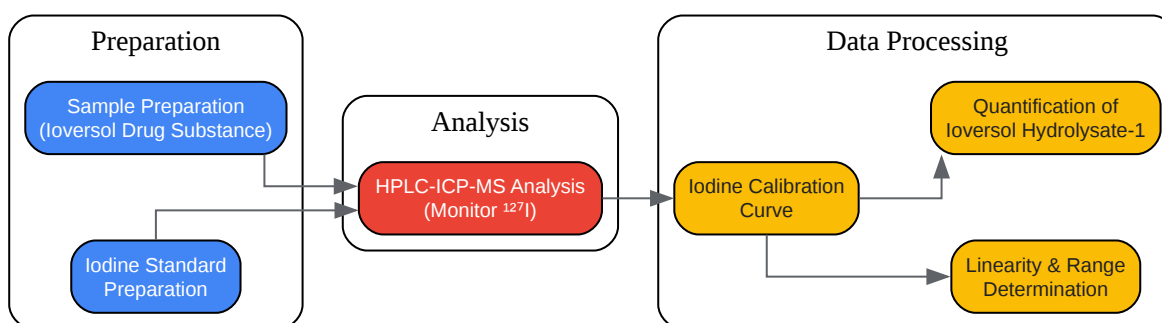 Preparation
Sample Preparation
(Ioversol Drug Substance)
Iodine Standard
Preparation
Analysis
HPLC-ICP-MS Analysis
(Monitor ¹²⁷I)
Data Processing
Iodine Calibration
Curve
Quantification of
Ioversol Hydrolysate-1
Linearity & Range
Determination